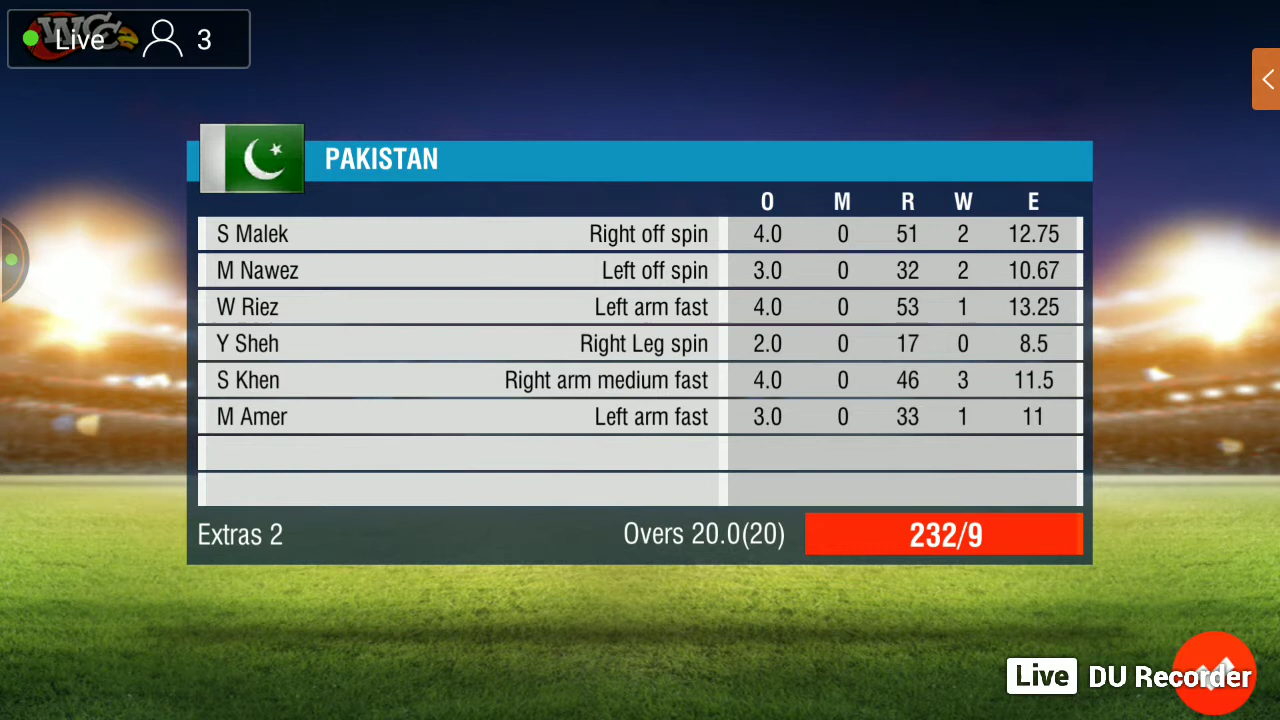 WCC
Live 3
PAKISTAN
O M R W E
S Malek Right off spin 4.0 0 51 2 12.75
M Nawez Left off spin 3.0 0 32 2 10.67
W Riez Left arm fast 4.0 0 53 1 13.25
Y Sheh Right Leg spin 2.0 0 17 0 8.5
S Khen Right arm medium fast 4.0 0 46 3 11.5
M Amer Left arm fast 3.0 0 33 1 11
Extras 2 Overs 20.0(20) 232/9
Live DU Recorder